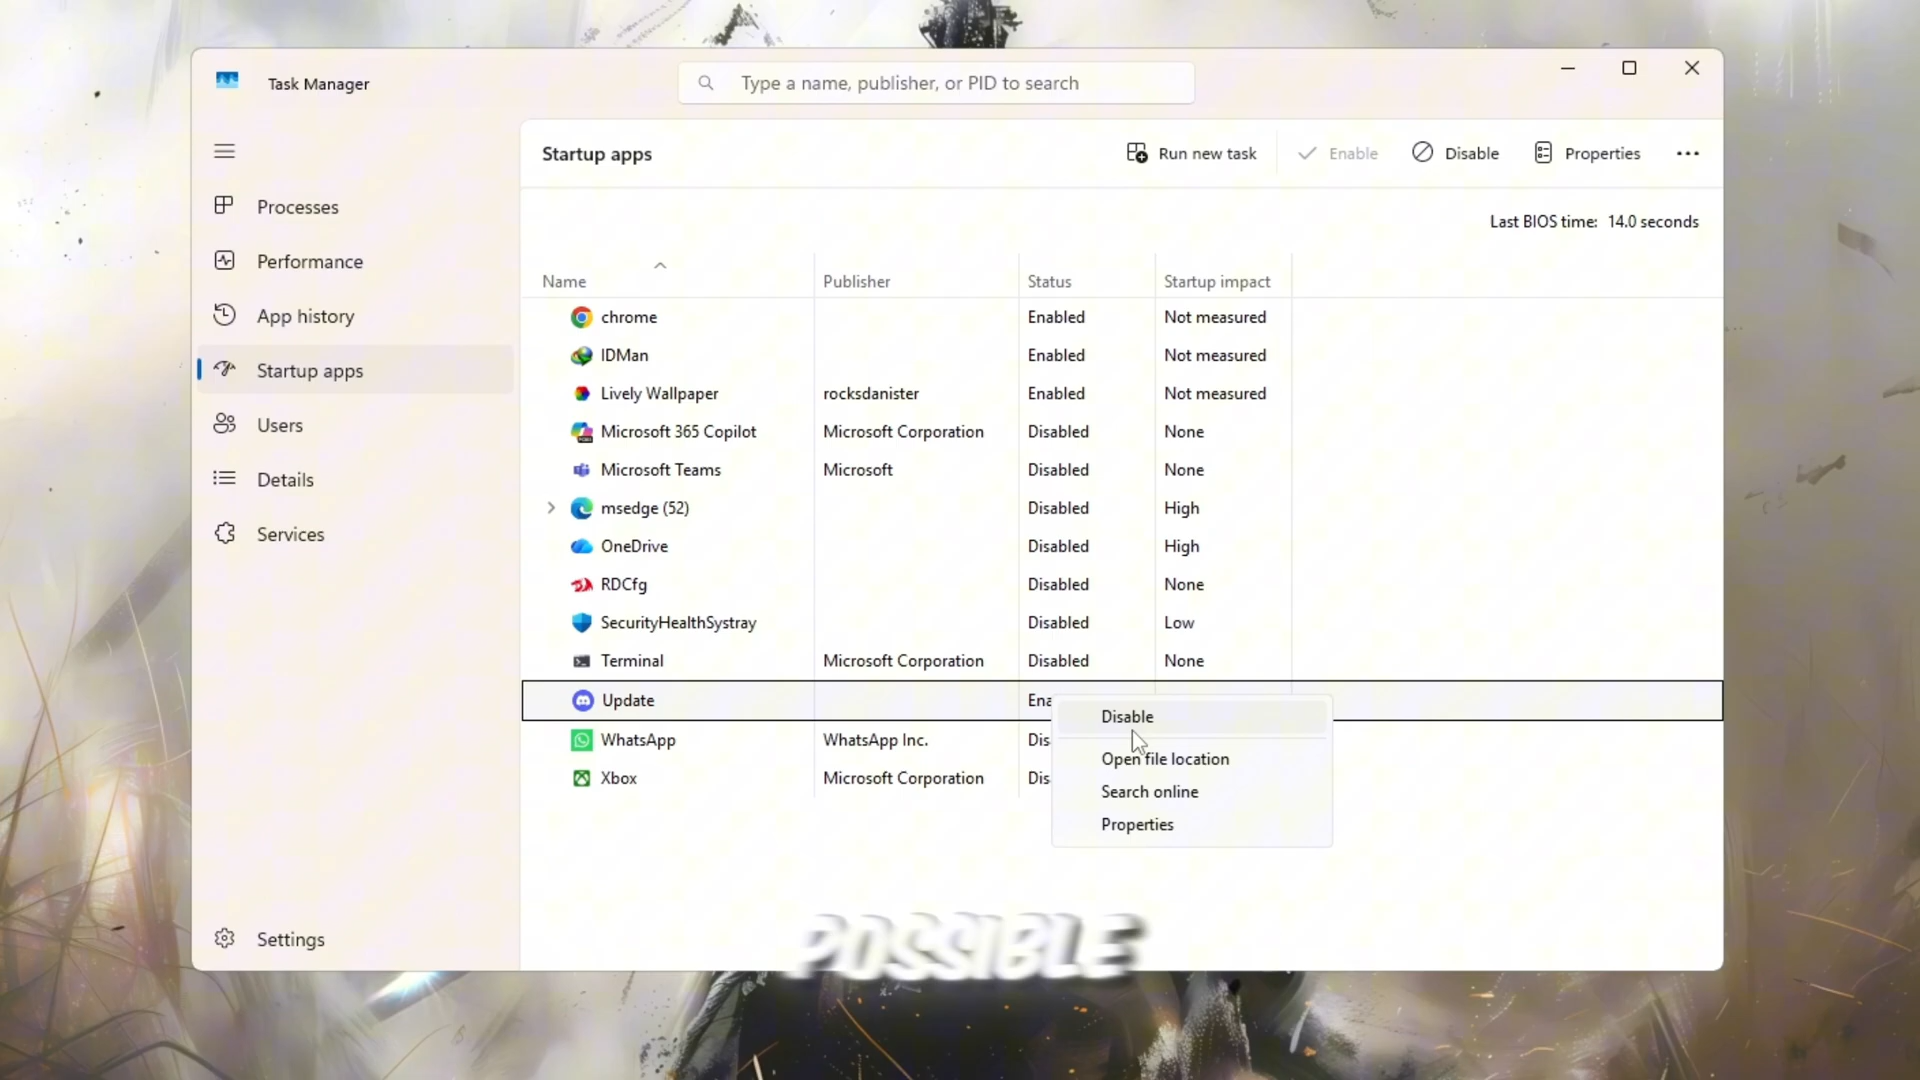 Task Manager
Type a name, publisher, or PID to search
Startup apps
Run new task
Enable
Disable
Properties
Last BIOS time: 14.0 seconds
Processes
Performance
App history
Startup apps
Users
Details
Services
Settings
Name Publisher Status Startup impact
chrome Enabled Not measured
IDMan Enabled Not measured
Lively Wallpaper rocksdanister Enabled Not measured
Microsoft 365 Copilot Microsoft Corporation Disabled None
Microsoft Teams Microsoft Disabled None
msedge (52) Disabled High
OneDrive Disabled High
RDCfg Disabled None
SecurityHealthSystray Disabled Low
Terminal Microsoft Corporation Disabled None
Update Ena
WhatsApp WhatsApp Inc. Dis
Xbox Microsoft Corporation Dis
Disable
Open file location
Search online
Properties
POSSIBLE